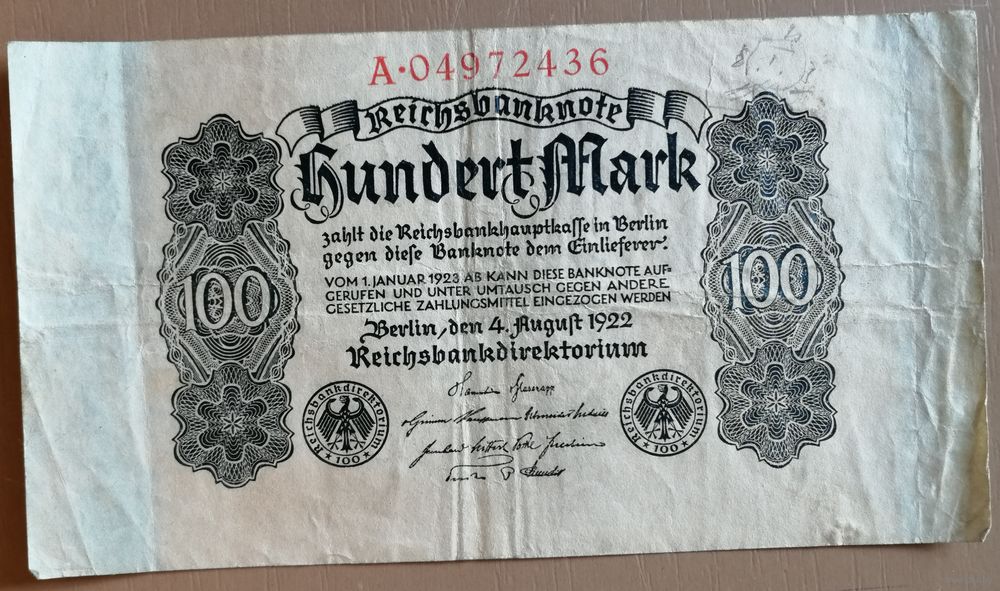 A·04972436
Reichsbanknote
Hundert Mark
zahlt die Reichsbankhauptkasse in Berlin
gegen diese Banknote dem Einlieferer.
VOM 1. JANUAR 1923 AB KANN DIESE BANKNOTE AUF=
GERUFEN UND UNTER UMTAUSCH GEGEN ANDERE
GESETZLICHE ZAHLUNGSMITTEL EINGEZOGEN WERDEN
100
100
Berlin, den 4. August 1922
Reichsbankdirektorium
Reichsbankdirektorium
100
Reichsbankdirektorium
100